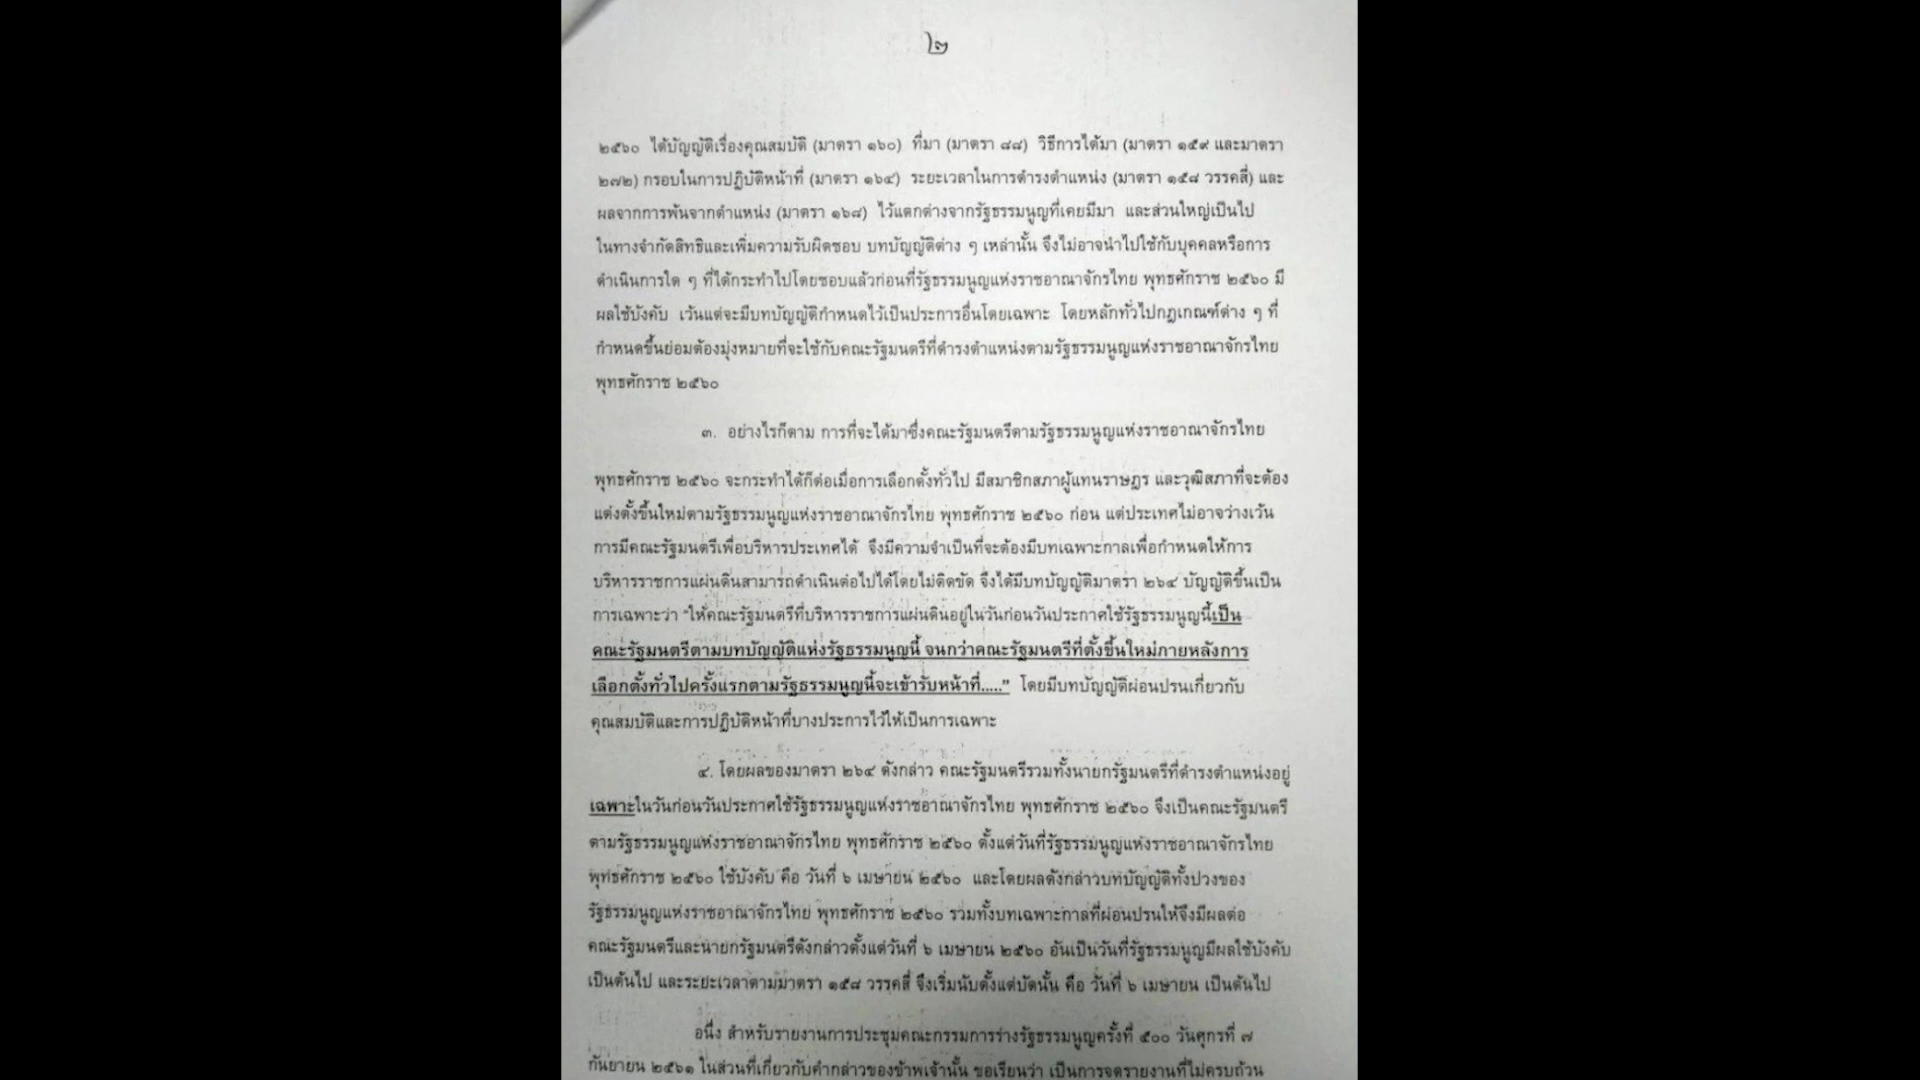 ๒
๒๕๖๐ ได้บัญญัติเรื่องคุณสมบัติ (มาตรา ๑๖๐) ที่มา (มาตรา ๘๘) วิธีการได้มา (มาตรา ๑๕๙ และมาตรา
๒๗๒) กรอบในการปฏิบัติหน้าที่ (มาตรา ๑๖๔) ระยะเวลาในการดำรงตำแหน่ง (มาตรา ๑๕๘ วรรคสี่) และ
ผลจากการพ้นจากตำแหน่ง (มาตรา ๑๖๘) ไว้แตกต่างจากรัฐธรรมนูญที่เคยมีมา และส่วนใหญ่เป็นไป
ในทางจำกัดสิทธิและเพิ่มความรับผิดชอบ บทบัญญัติต่าง ๆ เหล่านั้น จึงไม่อาจนำไปใช้กับบุคคลหรือการ
ดำเนินการใด ๆ ที่ได้กระทำไปโดยชอบแล้วก่อนที่รัฐธรรมนูญแห่งราชอาณาจักรไทย พุทธศักราช ๒๕๖๐ มี
ผลใช้บังคับ เว้นแต่จะมีบทบัญญัติกำหนดไว้เป็นประการอื่นโดยเฉพาะ โดยหลักทั่วไปกฎเกณฑ์ต่าง ๆ ที่
กำหนดขึ้นย่อมต้องมุ่งหมายที่จะใช้กับคณะรัฐมนตรีที่ดำรงตำแหน่งตามรัฐธรรมนูญแห่งราชอาณาจักรไทย
พุทธศักราช ๒๕๖๐
๓. อย่างไรก็ตาม การที่จะได้มาซึ่งคณะรัฐมนตรีตามรัฐธรรมนูญแห่งราชอาณาจักรไทย
พุทธศักราช ๒๕๖๐ จะกระทำได้ก็ต่อเมื่อการเลือกตั้งทั่วไป มีสมาชิกสภาผู้แทนราษฎร และวุฒิสภาที่จะต้อง
แต่งตั้งขึ้นใหม่ตามรัฐธรรมนูญแห่งราชอาณาจักรไทย พุทธศักราช ๒๕๖๐ ก่อน แต่ประเทศไม่อาจว่างเว้น
การมีคณะรัฐมนตรีเพื่อบริหารประเทศได้ จึงมีความจำเป็นที่จะต้องมีบทเฉพาะกาลเพื่อกำหนดให้การ
บริหารราชการแผ่นดินสามารถดำเนินต่อไปได้โดยไม่ติดขัด จึงได้มีบทบัญญัติมาตรา ๒๖๔ บัญญัติขึ้นเป็น
การเฉพาะว่า "ให้คณะรัฐมนตรีที่บริหารราชการแผ่นดินอยู่ในวันก่อนวันประกาศใช้รัฐธรรมนูญนี้เป็น
คณะรัฐมนตรีตามบทบัญญัติแห่งรัฐธรรมนูญนี้ จนกว่าคณะรัฐมนตรีที่ตั้งขึ้นใหม่ภายหลังการ
เลือกตั้งทั่วไปครั้งแรกตามรัฐธรรมนูญนี้จะเข้ารับหน้าที่....." โดยมีบทบัญญัติผ่อนปรนเกี่ยวกับ
คุณสมบัติและการปฏิบัติหน้าที่บางประการไว้ให้เป็นการเฉพาะ
๔. โดยผลของมาตรา ๒๖๔ ดังกล่าว คณะรัฐมนตรีรวมทั้งนายกรัฐมนตรีที่ดำรงตำแหน่งอยู่
เฉพาะในวันก่อนวันประกาศใช้รัฐธรรมนูญแห่งราชอาณาจักรไทย พุทธศักราช ๒๕๖๐ จึงเป็นคณะรัฐมนตรี
ตามรัฐธรรมนูญแห่งราชอาณาจักรไทย พุทธศักราช ๒๕๖๐ ตั้งแต่วันที่รัฐธรรมนูญแห่งราชอาณาจักรไทย
พุทธศักราช ๒๕๖๐ ใช้บังคับ คือ วันที่ ๖ เมษายน ๒๕๖๐ และโดยผลดังกล่าวบทบัญญัติทั้งปวงของ
รัฐธรรมนูญแห่งราชอาณาจักรไทย พุทธศักราช ๒๕๖๐ รวมทั้งบทเฉพาะกาลที่ผ่อนปรนให้จึงมีผลต่อ
คณะรัฐมนตรีและนายกรัฐมนตรีดังกล่าวตั้งแต่วันที่ ๖ เมษายน ๒๕๖๐ อันเป็นวันที่รัฐธรรมนูญมีผลใช้บังคับ
เป็นต้นไป และระยะเวลาตามมาตรา ๑๕๘ วรรคสี่ จึงเริ่มนับตั้งแต่บัดนั้น คือ วันที่ ๖ เมษายน เป็นต้นไป
อนึ่ง สำหรับรายงานการประชุมคณะกรรมการร่างรัฐธรรมนูญครั้งที่ ๕๐๐ วันศุกรที่ ๗
กันยายน ๒๕๖๑ ในส่วนที่เกี่ยวกับคำกล่าวของข้าพเจ้านั้น ขอเรียนว่า เป็นการจดรายงานที่ไม่ครบถ้วน